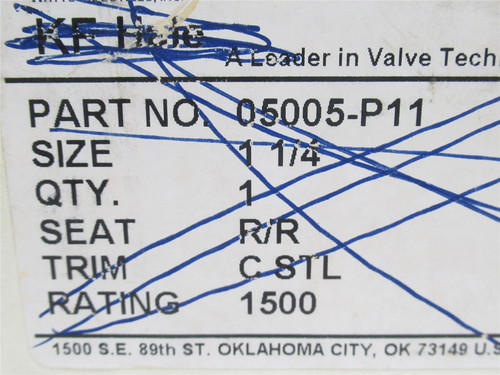 KF
A Leader in Valve Tech
PART NO. 05005-P11
SIZE 1 1/4
QTY. 1
SEAT R/R
TRIM C STL
RATING 1500
1500 S.E. 89th ST. OKLAHOMA CITY, OK 73149 U.S